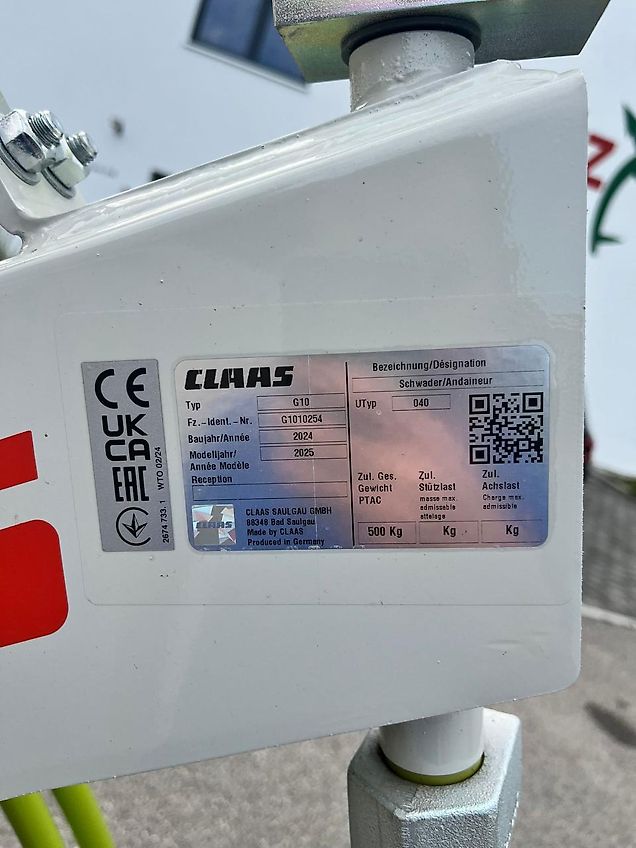 CE
UK
CA
EAC
2674 733. 1 WTO 02/24
CLAAS
Typ G10
Fz.-Ident.-Nr. G1010254
Baujahr/Année 2024
Modelljahr/ 2025
Année Modèle
Reception
CLAAS
CLAAS SAULGAU GMBH
88348 Bad Saulgau
Made by CLAAS
Produced in Germany
Bezeichnung/Désignation
Schwader/Andaineur
UTyp 040
Zul. Ges. Zul. Zul.
Gewicht Stützlast Achslast
PTAC masse max. Charge max.
admissable admissible
attelage
500 Kg Kg Kg
Z